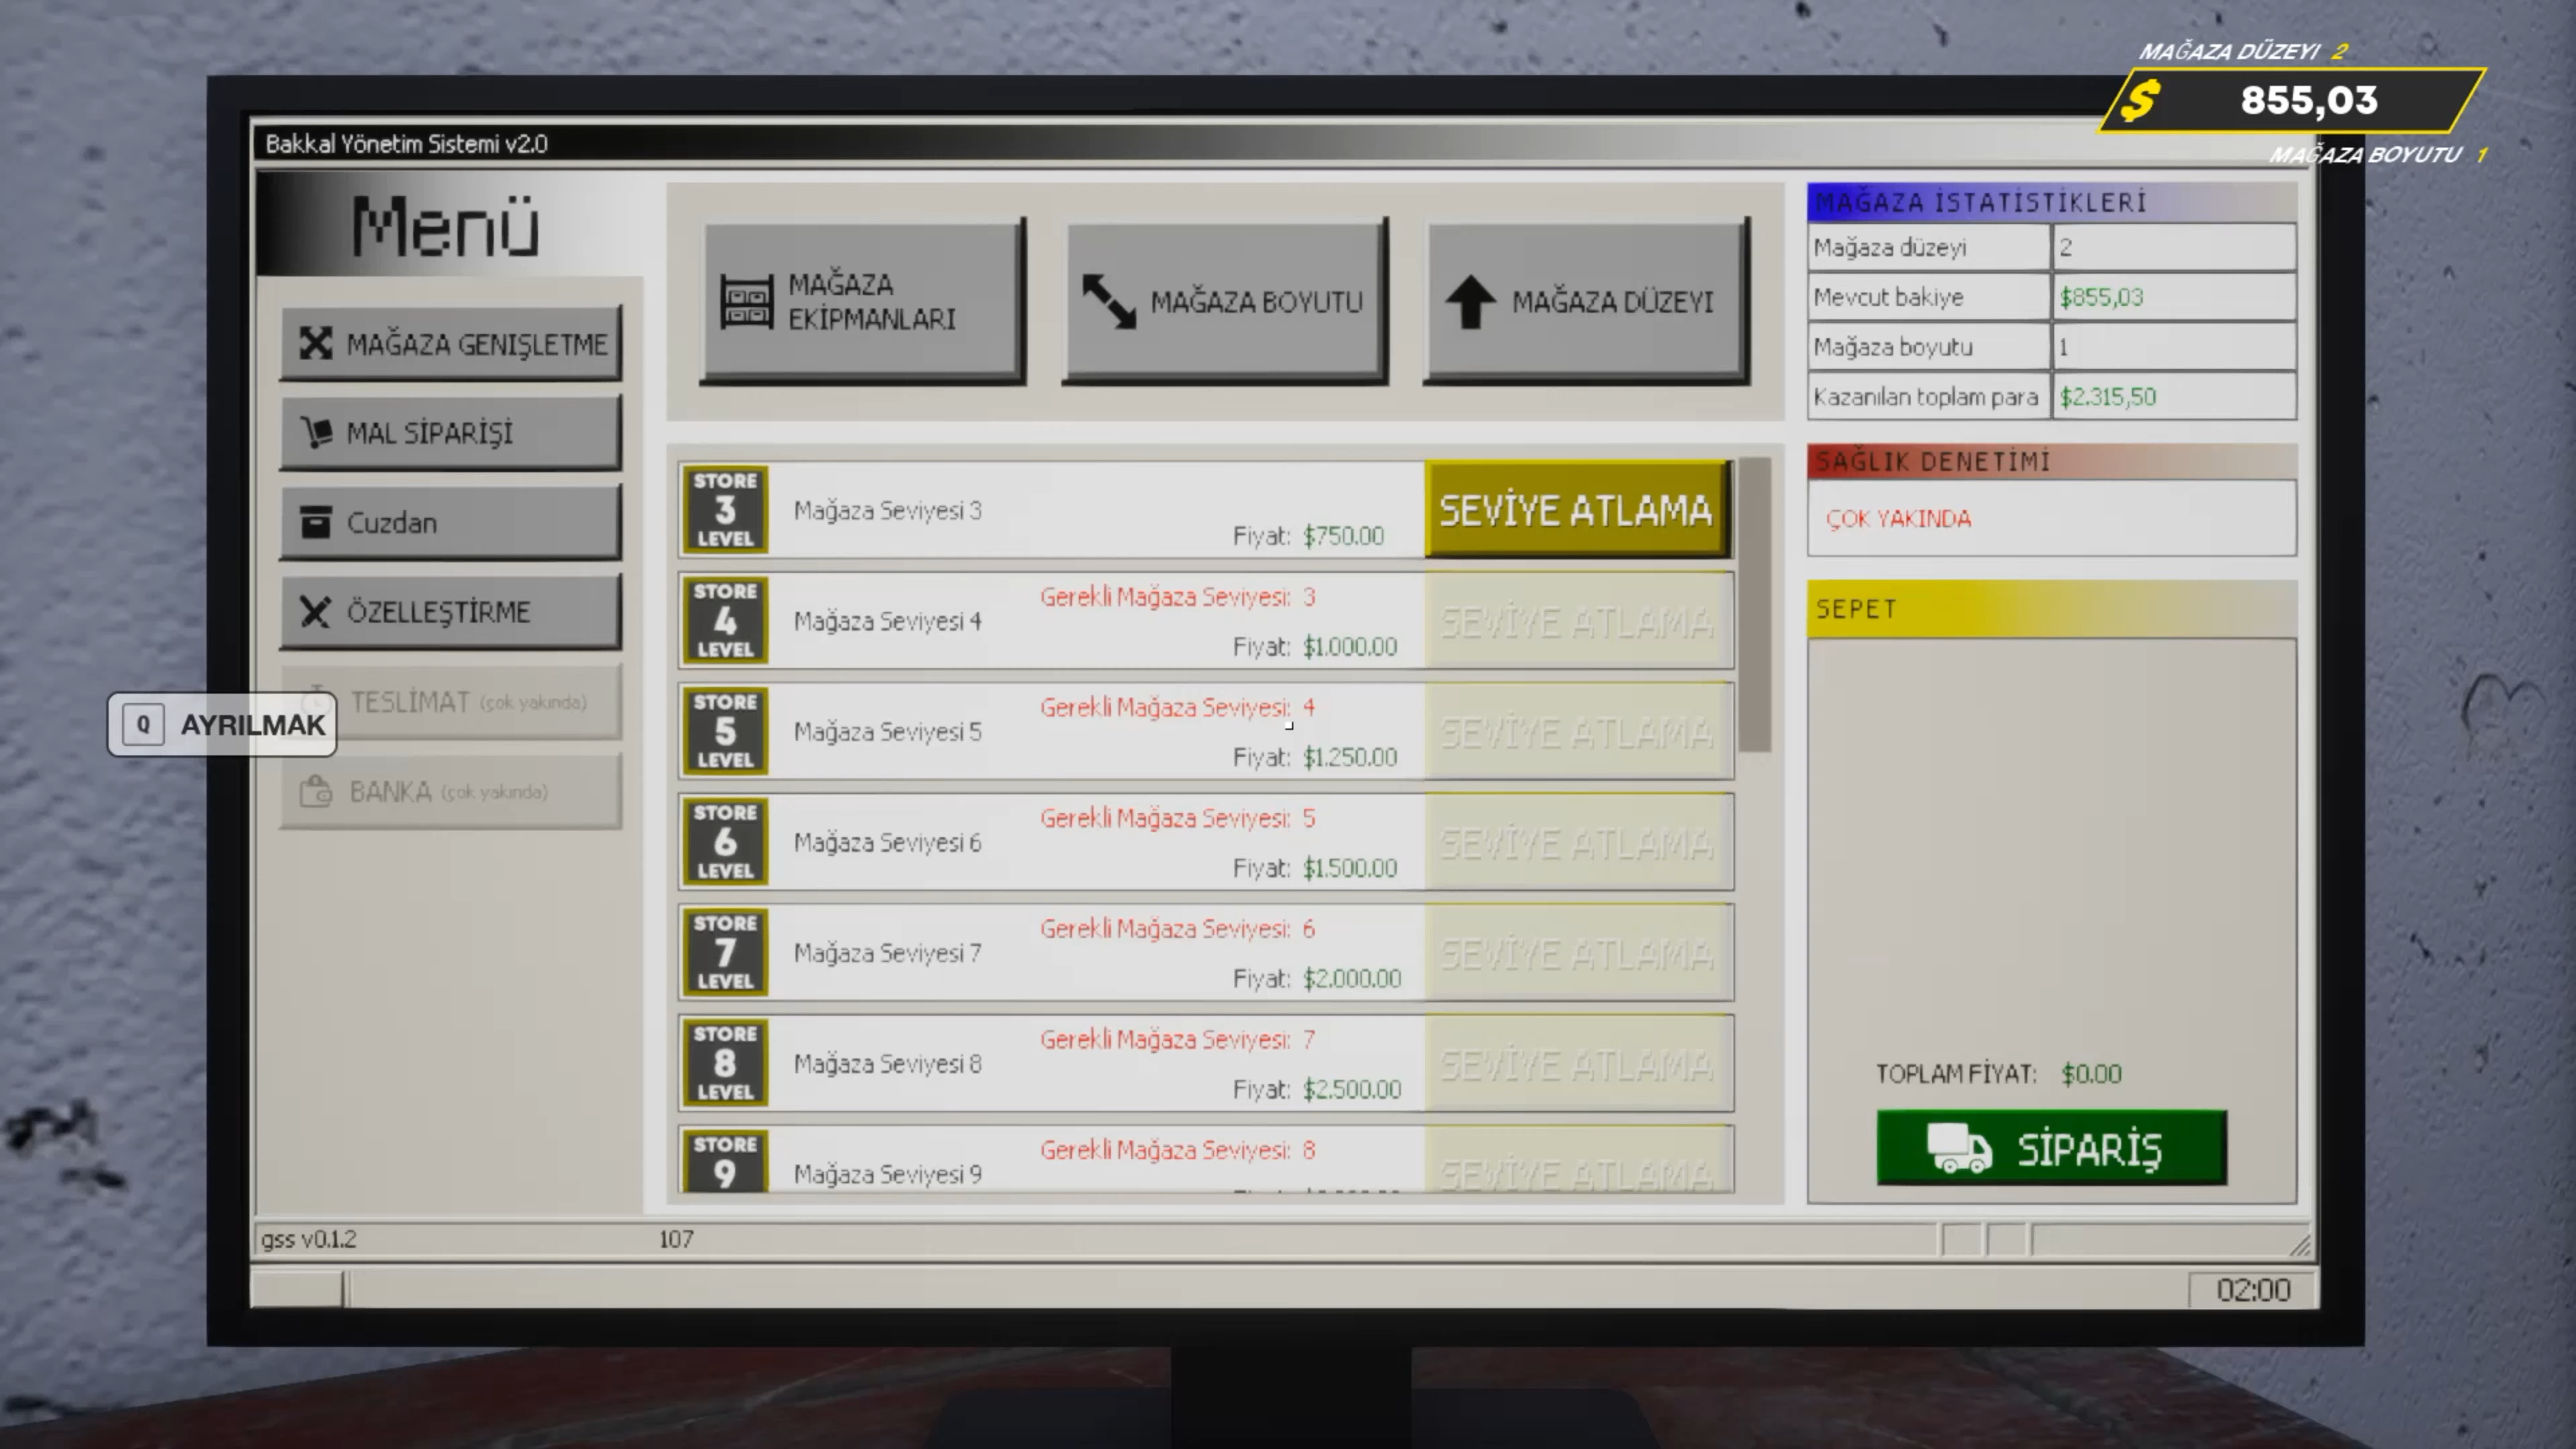 MAĞAZA DÜZEYI 2
$ 855,03
MAĞAZA BOYUTU 1
Bakkal Yönetim Sistemi v2.0
Menü
MAĞAZA GENIŞLETME
MAL SİPARİŞİ
Cuzdan
ÖZELLEŞTİRME
TESLİMAT (çok yakında)
BANKA (çok yakında)
Q AYRILMAK
MAĞAZA
EKİPMANLARI
MAĞAZA BOYUTU
MAĞAZA DÜZEYI
STORE
3
LEVEL
Mağaza Seviyesi 3
Fiyat: $750.00
SEVİYE ATLAMA
STORE
4
LEVEL
Mağaza Seviyesi 4
Gerekli Mağaza Seviyesi: 3
Fiyat: $1.000.00
SEVİYE ATLAMA
STORE
5
LEVEL
Mağaza Seviyesi 5
Gerekli Mağaza Seviyesi: 4
Fiyat: $1.250.00
SEVİYE ATLAMA
STORE
6
LEVEL
Mağaza Seviyesi 6
Gerekli Mağaza Seviyesi: 5
Fiyat: $1.500.00
SEVİYE ATLAMA
STORE
7
LEVEL
Mağaza Seviyesi 7
Gerekli Mağaza Seviyesi: 6
Fiyat: $2.000.00
SEVİYE ATLAMA
STORE
8
LEVEL
Mağaza Seviyesi 8
Gerekli Mağaza Seviyesi: 7
Fiyat: $2.500.00
SEVİYE ATLAMA
STORE
9
Mağaza Seviyesi 9
Gerekli Mağaza Seviyesi: 8
SEVİYE ATLAMA
MAĞAZA İSTATİSTİKLERİ
Mağaza düzeyi 2
Mevcut bakiye $855,03
Mağaza boyutu 1
Kazanılan toplam para $2.315,50
SAĞLIK DENETİMİ
ÇOK YAKINDA
SEPET
TOPLAM FİYAT: $0.00
SİPARİŞ
gss v0.1.2
107
02:00